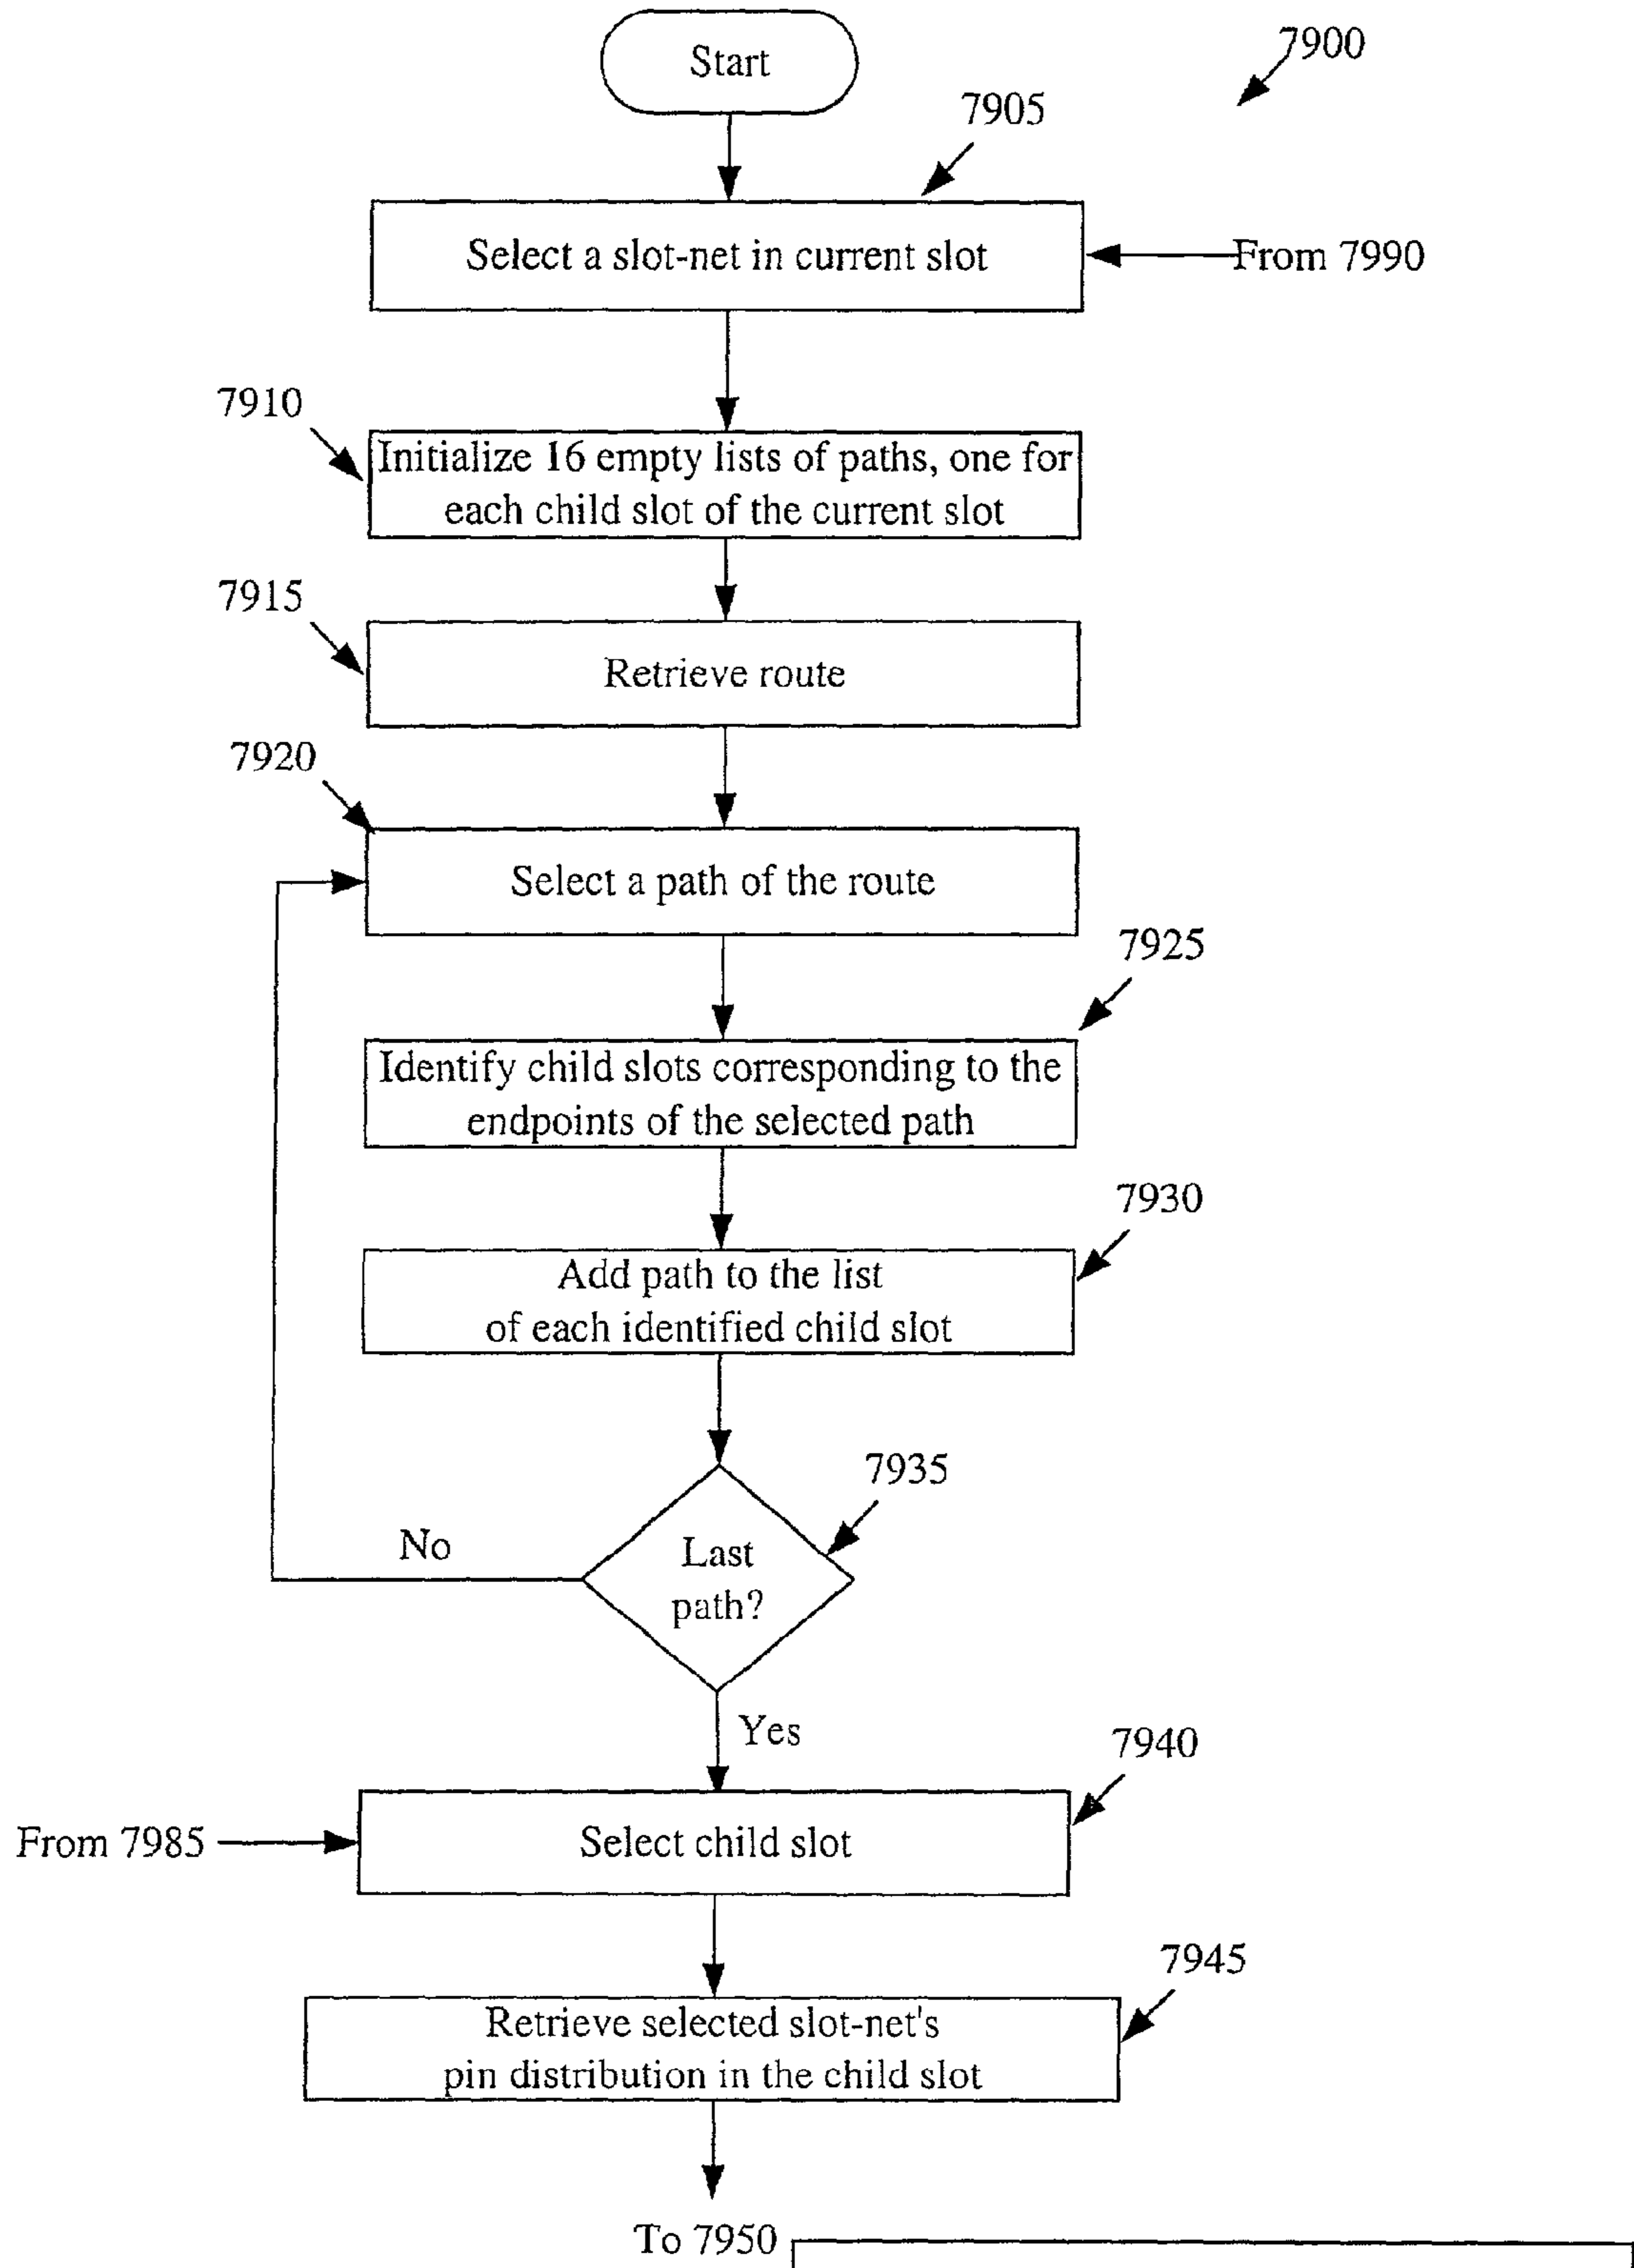 Start
7900
7905
Select a slot-net in current slot
From 7990
7910
Initialize 16 empty lists of paths, one for
each child slot of the current slot
7915
Retrieve route
7920
Select a path of the route
7925
Identify child slots corresponding to the
endpoints of the selected path
7930
Add path to the list
of each identified child slot
7935
Last
path?
No
Yes
7940
From 7985
Select child slot
7945
Retrieve selected slot-net's
pin distribution in the child slot
To 7950